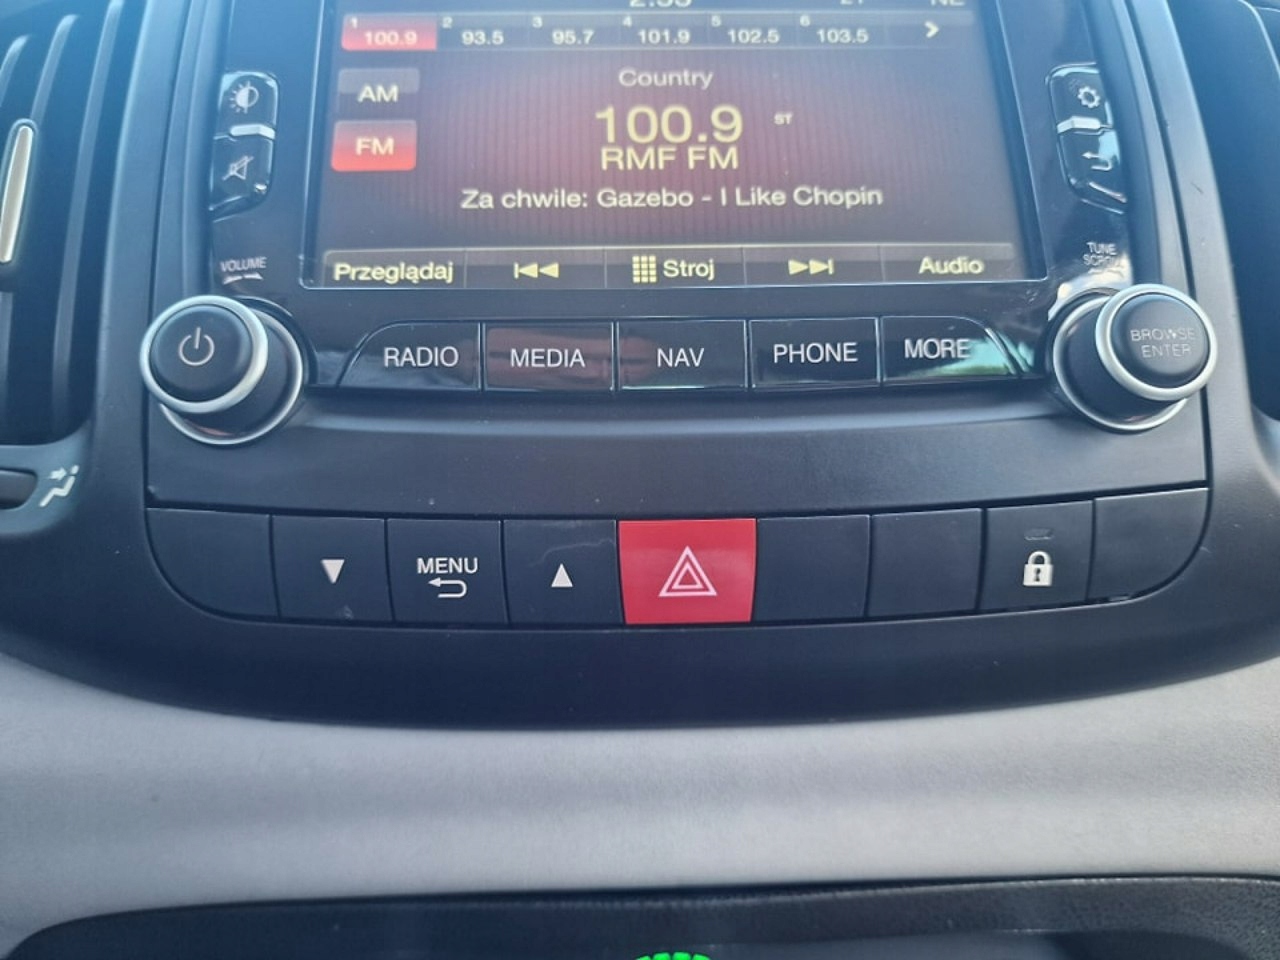 1 100.9 2 93.5 3 95.7 4 101.9 5 102.5 6 103.5 >
AM
Country
100.9 ST
FM
RMF FM
Za chwile: Gazebo - I Like Chopin
VOLUME
TUNE
SCROLL
Przeglądaj Stroj Audio
RADIO MEDIA NAV PHONE MORE
BROWSE
ENTER
MENU